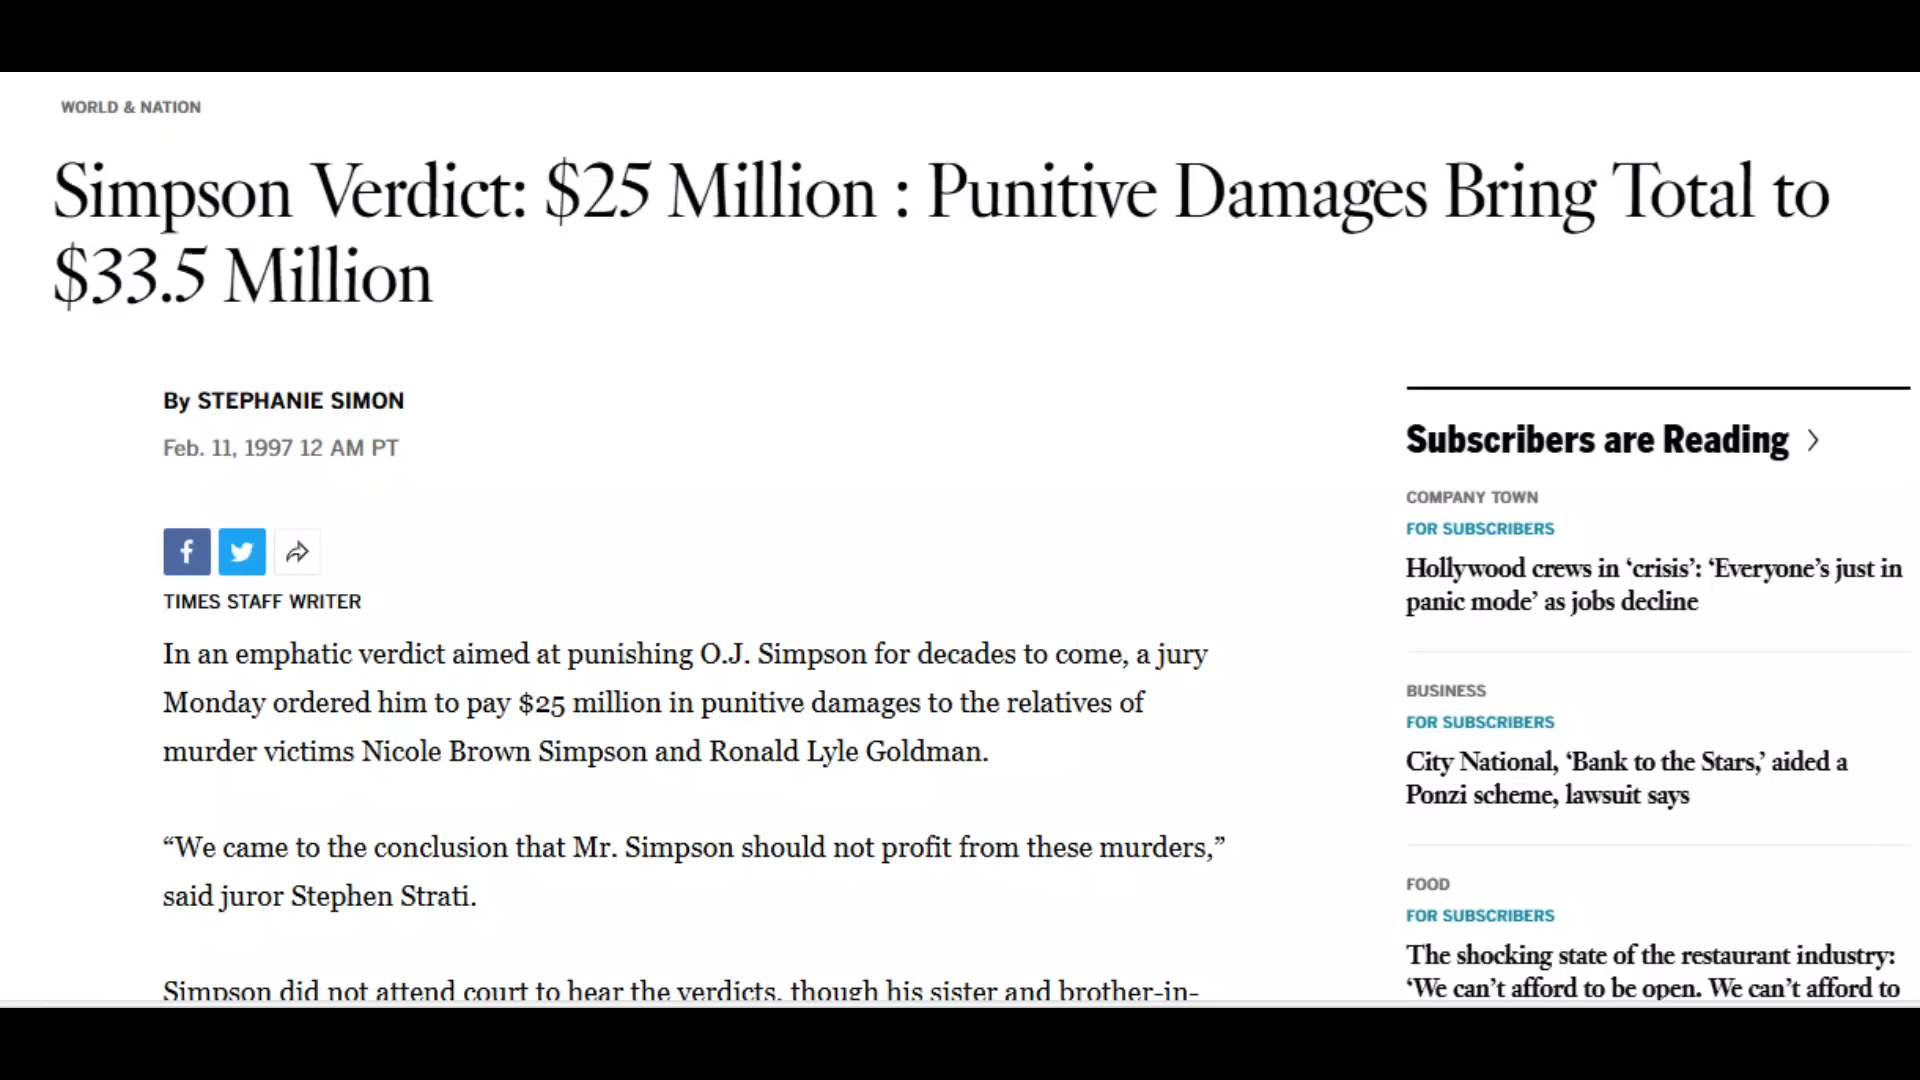 WORLD & NATION
Simpson Verdict: $25 Million : Punitive Damages Bring Total to
$33.5 Million
By STEPHANIE SIMON
Feb. 11, 1997 12 AM PT
TIMES STAFF WRITER
In an emphatic verdict aimed at punishing O.J. Simpson for decades to come, a jury
Monday ordered him to pay $25 million in punitive damages to the relatives of
murder victims Nicole Brown Simpson and Ronald Lyle Goldman.
“We came to the conclusion that Mr. Simpson should not profit from these murders,”
said juror Stephen Strati.
Simpson did not attend court to hear the verdicts, though his sister and brother-in-
Subscribers are Reading
COMPANY TOWN
FOR SUBSCRIBERS
Hollywood crews in ‘crisis’: ‘Everyone’s just in
panic mode’ as jobs decline
BUSINESS
FOR SUBSCRIBERS
City National, ‘Bank to the Stars,’ aided a
Ponzi scheme, lawsuit says
FOOD
FOR SUBSCRIBERS
The shocking state of the restaurant industry:
‘We can’t afford to be open. We can’t afford to